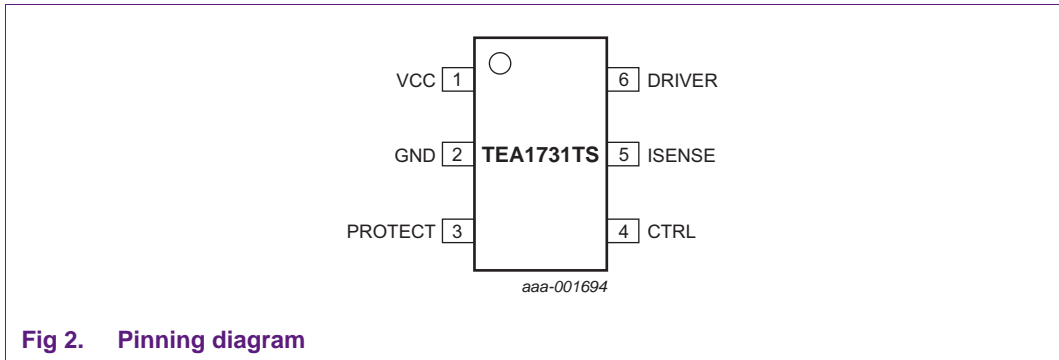 VCC 1 6 DRIVER
GND 2 TEA1731TS 5 ISENSE
PROTECT 3 4 CTRL
aaa-001694
Fig 2. Pinning diagram